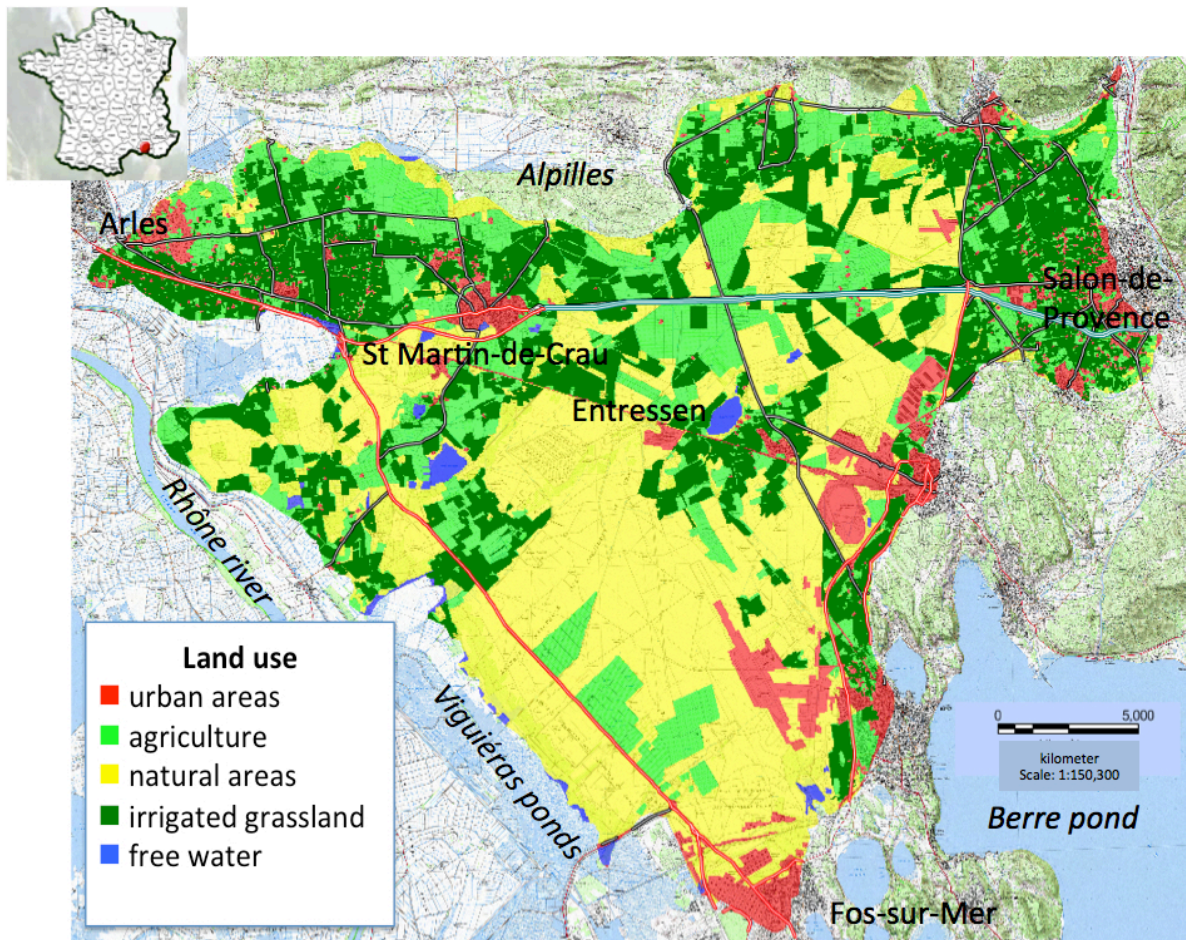 Alpilles
Arles
Salon-de-
Provence
St Martin-de-Crau
Entressen
Rhône river
Viguiéras ponds
Land use
urban areas
agriculture
natural areas
irrigated grassland
free water
0 5,000
kilometer
Scale: 1:150,300
Berre pond
Fos-sur-Mer